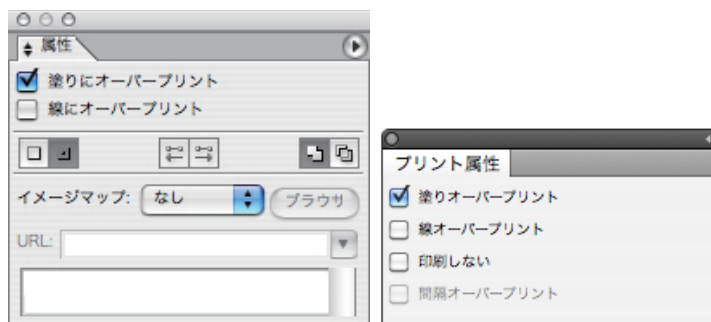 属性
塗りにオーバープリント
線にオーバープリント
イメージマップ: なし ブラウザ
URL:
プリント属性
塗りオーバープリント
線オーバープリント
印刷しない
間隔オーバープリント